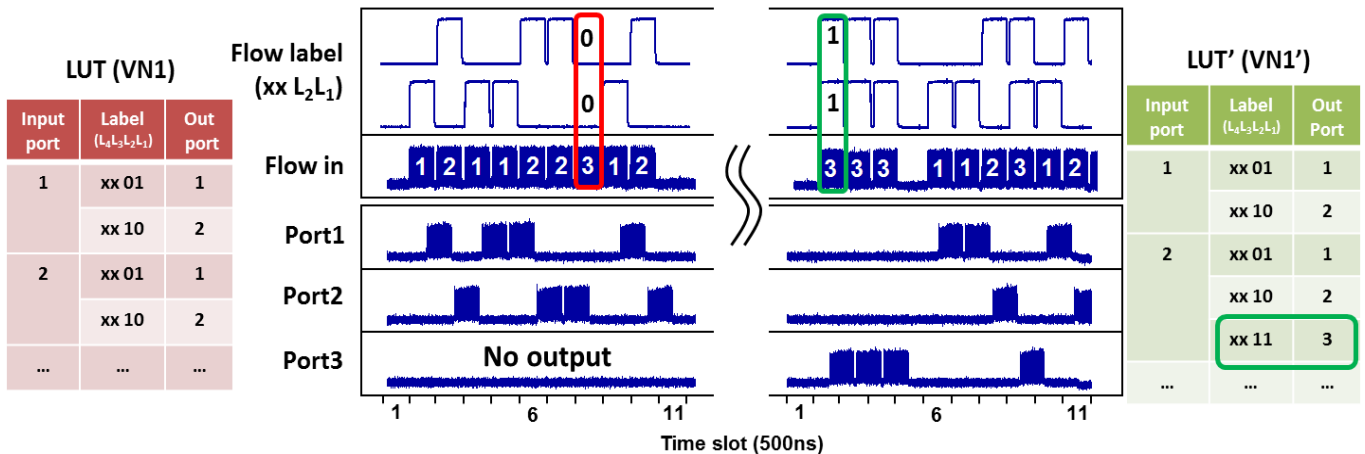 LUT (VN1)
Input port Label (L4L3L2L1) Out port
1 xx 01 1
xx 10 2
2 xx 01 1
xx 10 2
... ... ...
Flow label
(xx L2L1)
0
0
1
1
Flow in
1 2 1 1 2 2 3 1 2
3 3 3 1 1 2 3 1 2
Port1
Port2
Port3
No output
1 6 11
1 6 11
Time slot (500ns)
LUT' (VN1')
Input port Label (L4L3L2L1) Out Port
1 xx 01 1
xx 10 2
2 xx 01 1
xx 10 2
xx 11 3
... ... ...